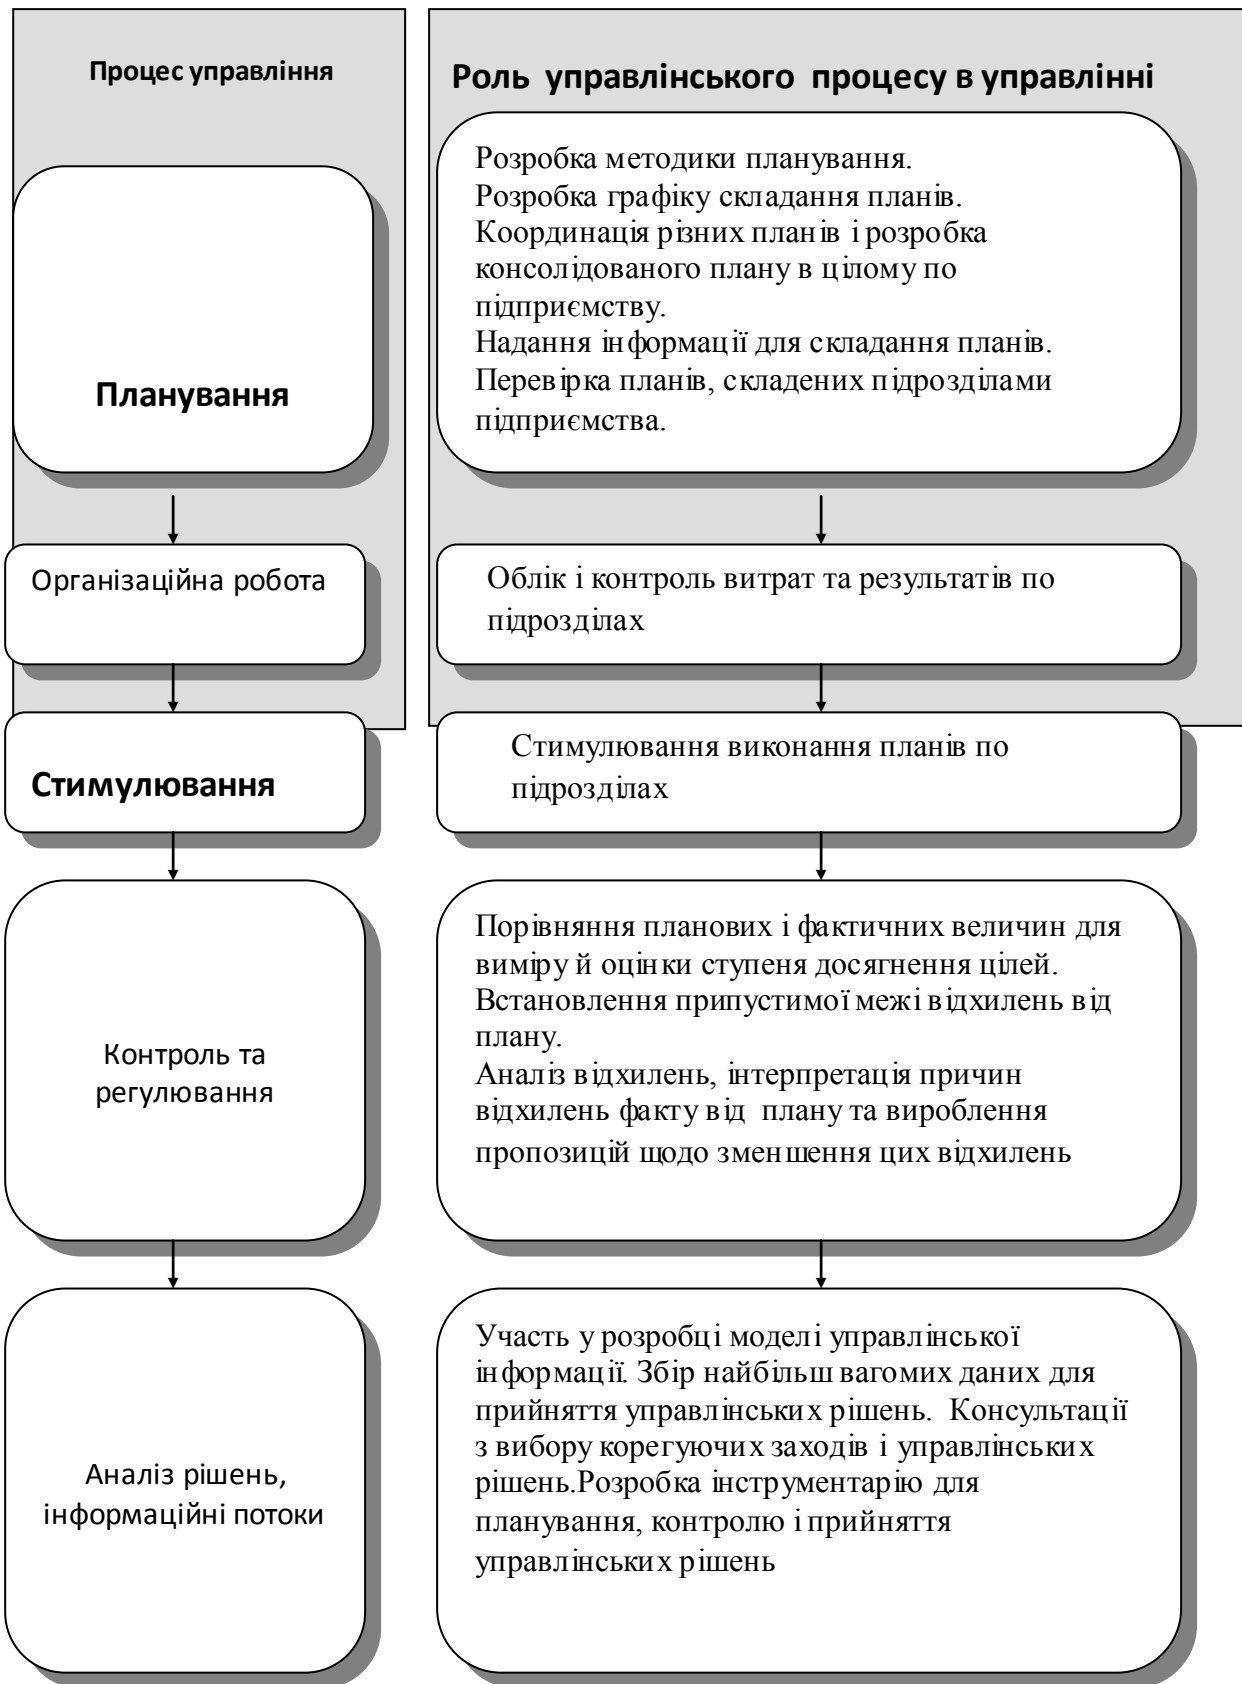 Процес управління
Роль управлінського процесу в управлінні
Планування
Розробка методики планування.
Розробка графіку складання планів.
Координація різних планів і розробка
консолідованого плану в цілому по
підприємству.
Надання інформації для складання планів.
Перевірка планів, складених підрозділами
підприємства.
Організаційна робота
Облік і контроль витрат та результатів по
підрозділах
Стимулювання
Стимулювання виконання планів по
підрозділах
Контроль та
регулювання
Порівняння планових і фактичних величин для
виміру й оцінки ступеня досягнення цілей.
Встановлення припустимої межі відхилень від
плану.
Аналіз відхилень, інтерпретація причин
відхилень факту від плану та вироблення
пропозицій щодо зменшення цих відхилень
Аналіз рішень,
інформаційні потоки
Участь у розробці моделі управлінської
інформації. Збір найбільш вагомих даних для
прийняття управлінських рішень. Консультації
з вибору корегуючих заходів і управлінських
рішень.Розробка інструментарію для
планування, контролю і прийняття
управлінських рішень